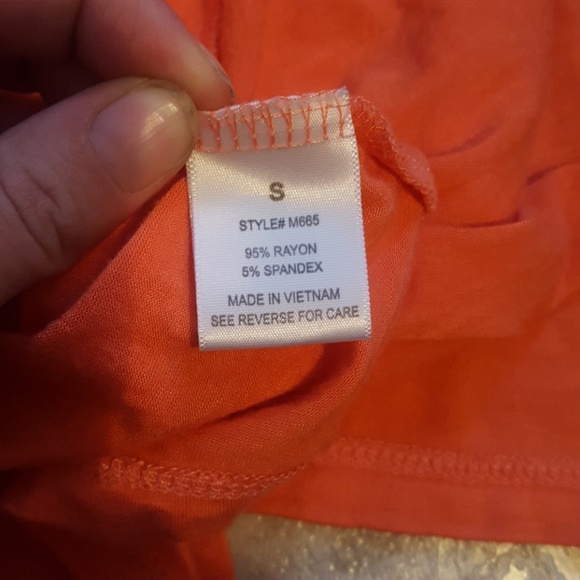 S
STYLE# M665
95% RAYON
5% SPANDEX
MADE IN VIETNAM
SEE REVERSE FOR CARE